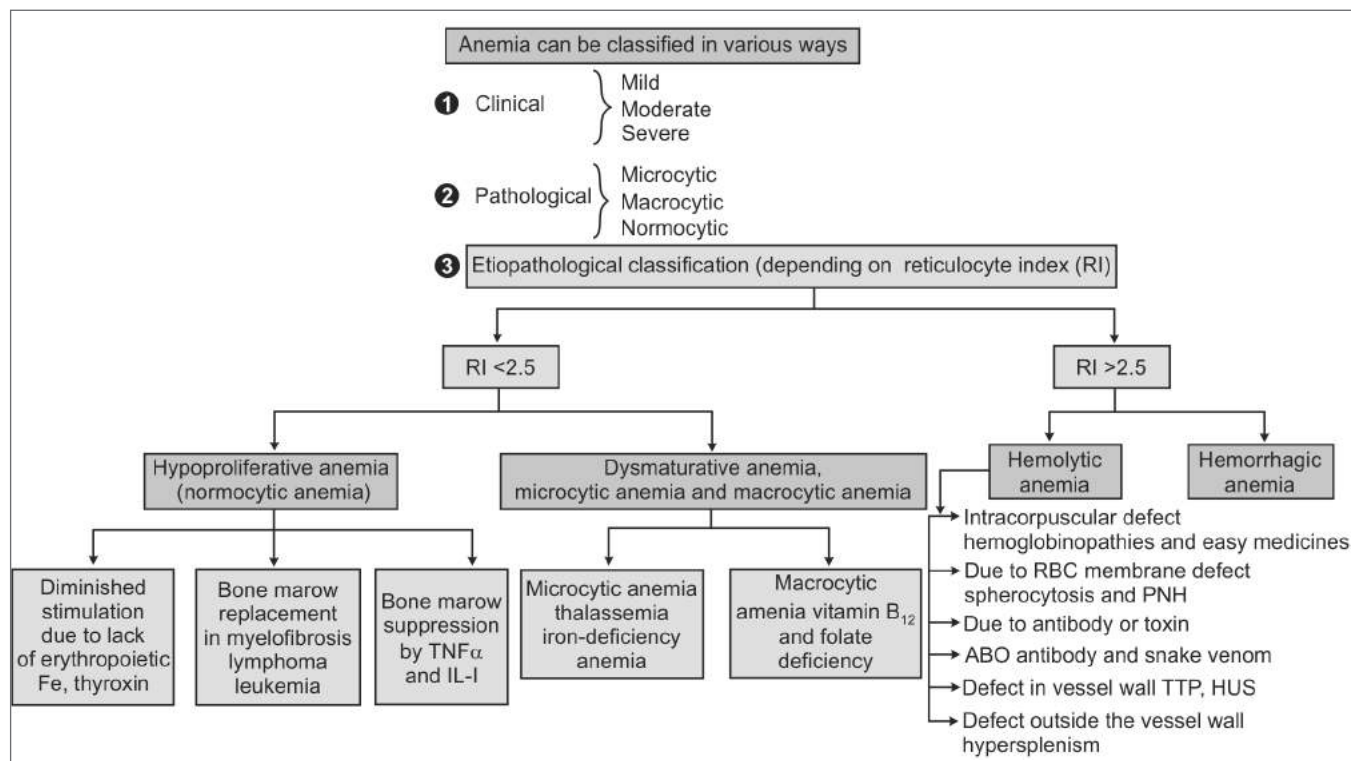 Anemia can be classified in various ways
❶ Clinical
Mild
Moderate
Severe
❷ Pathological
Microcytic
Macrocytic
Normocytic
❸ Etiopathological classification (depending on reticulocyte index (RI)
RI <2.5
RI >2.5
Hypoproliferative anemia
(normocytic anemia)
Dysmaturative anemia,
microcytic anemia and macrocytic anemia
Hemolytic
anemia
Hemorrhagic
anemia
Diminished
stimulation
due to lack
of erythropoietic
Fe, thyroxin
Bone marow
replacement
in myelofibrosis
lymphoma
leukemia
Bone marow
suppression
by TNFα
and IL-I
Microcytic anemia
thalassemia
iron-deficiency
anemia
Macrocytic
amenia vitamin B₁₂
and folate
deficiency
Intracorpuscular defect
hemoglobinopathies and easy medicines
Due to RBC membrane defect
spherocytosis and PNH
Due to antibody or toxin
ABO antibody and snake venom
Defect in vessel wall TTP, HUS
Defect outside the vessel wall
hypersplenism